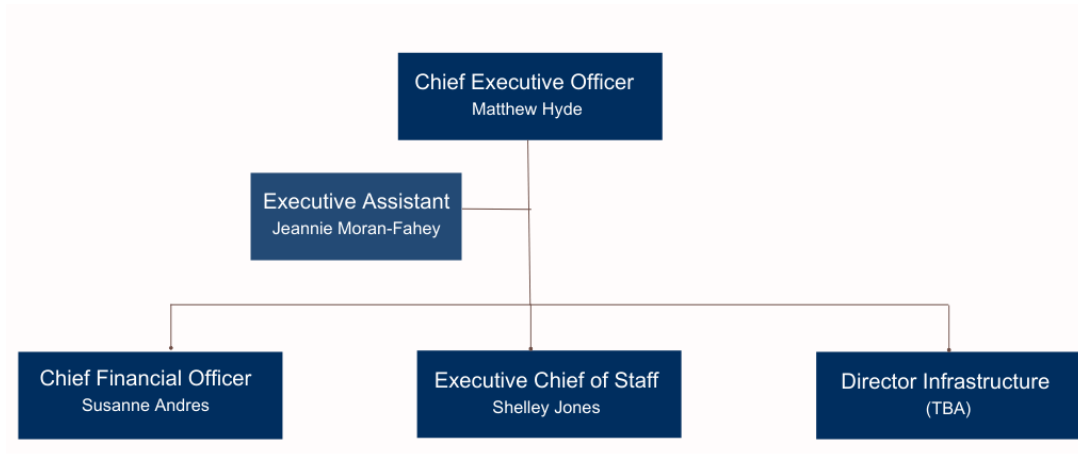 Chief Executive Officer
Matthew Hyde
Executive Assistant
Jeannie Moran-Fahey
Chief Financial Officer
Susanne Andres
Executive Chief of Staff
Shelley Jones
Director Infrastructure
(TBA)